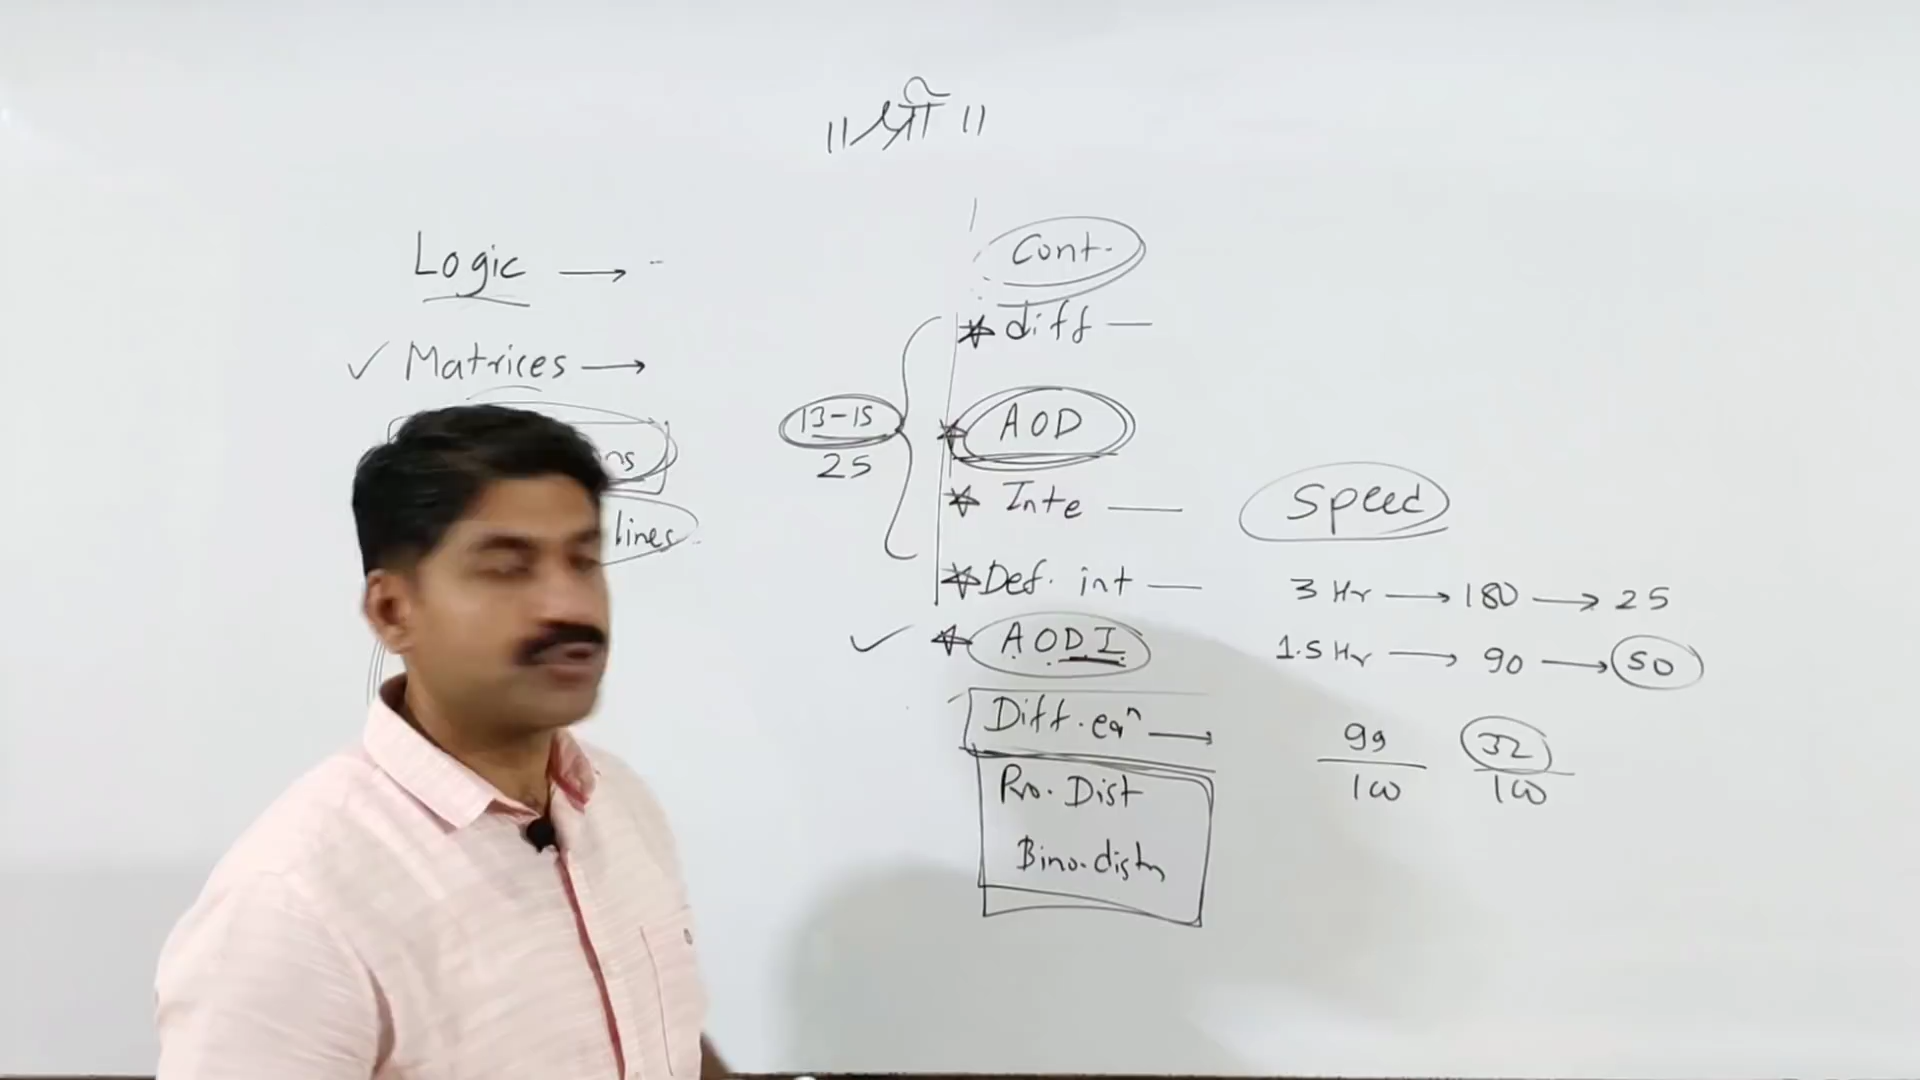 ॥ श्री ॥
Logic →
✓ Matrices →
lines
Cont.
★ diff —
13-15
25
★ AOD
★ Inte —
★ Def. int —
✓ ★ AODI
Diff. eqⁿ →
Pro. Dist
Bino. distn
Speed
3 Hr → 180 → 25
1.5 Hr → 90 → 50
99/100 32/100